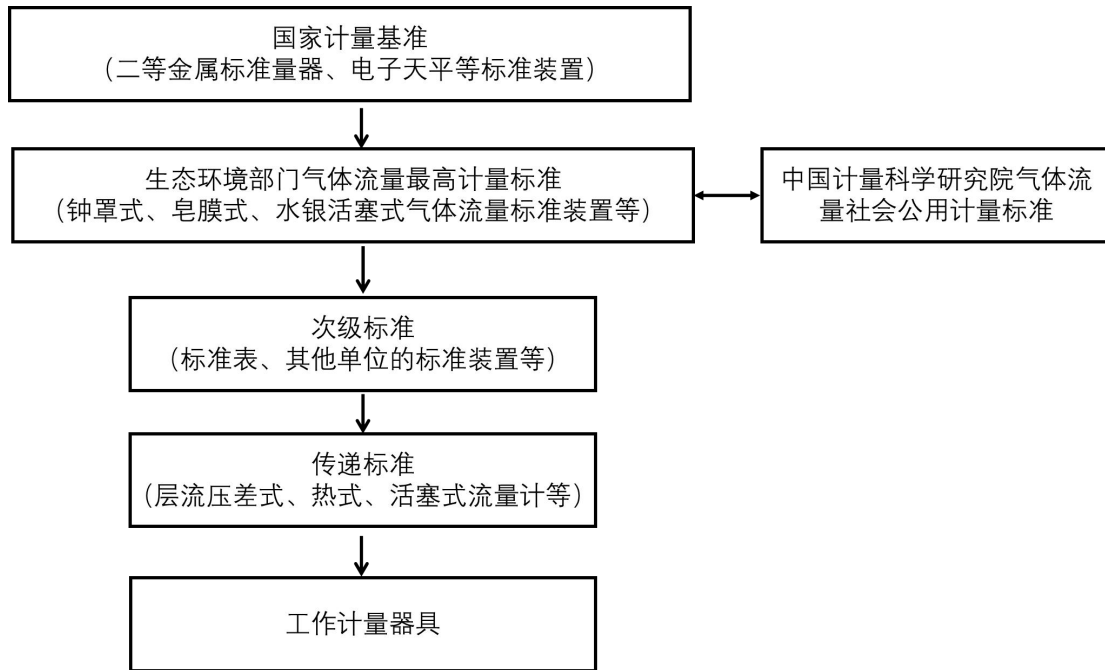 国家计量基准
（二等金属标准量器、电子天平等标准装置）
生态环境部门气体流量最高计量标准
（钟罩式、皂膜式、水银活塞式气体流量标准装置等）
中国计量科学研究院气体流
量社会公用计量标准
次级标准
（标准表、其他单位的标准装置等）
传递标准
（层流压差式、热式、活塞式流量计等）
工作计量器具